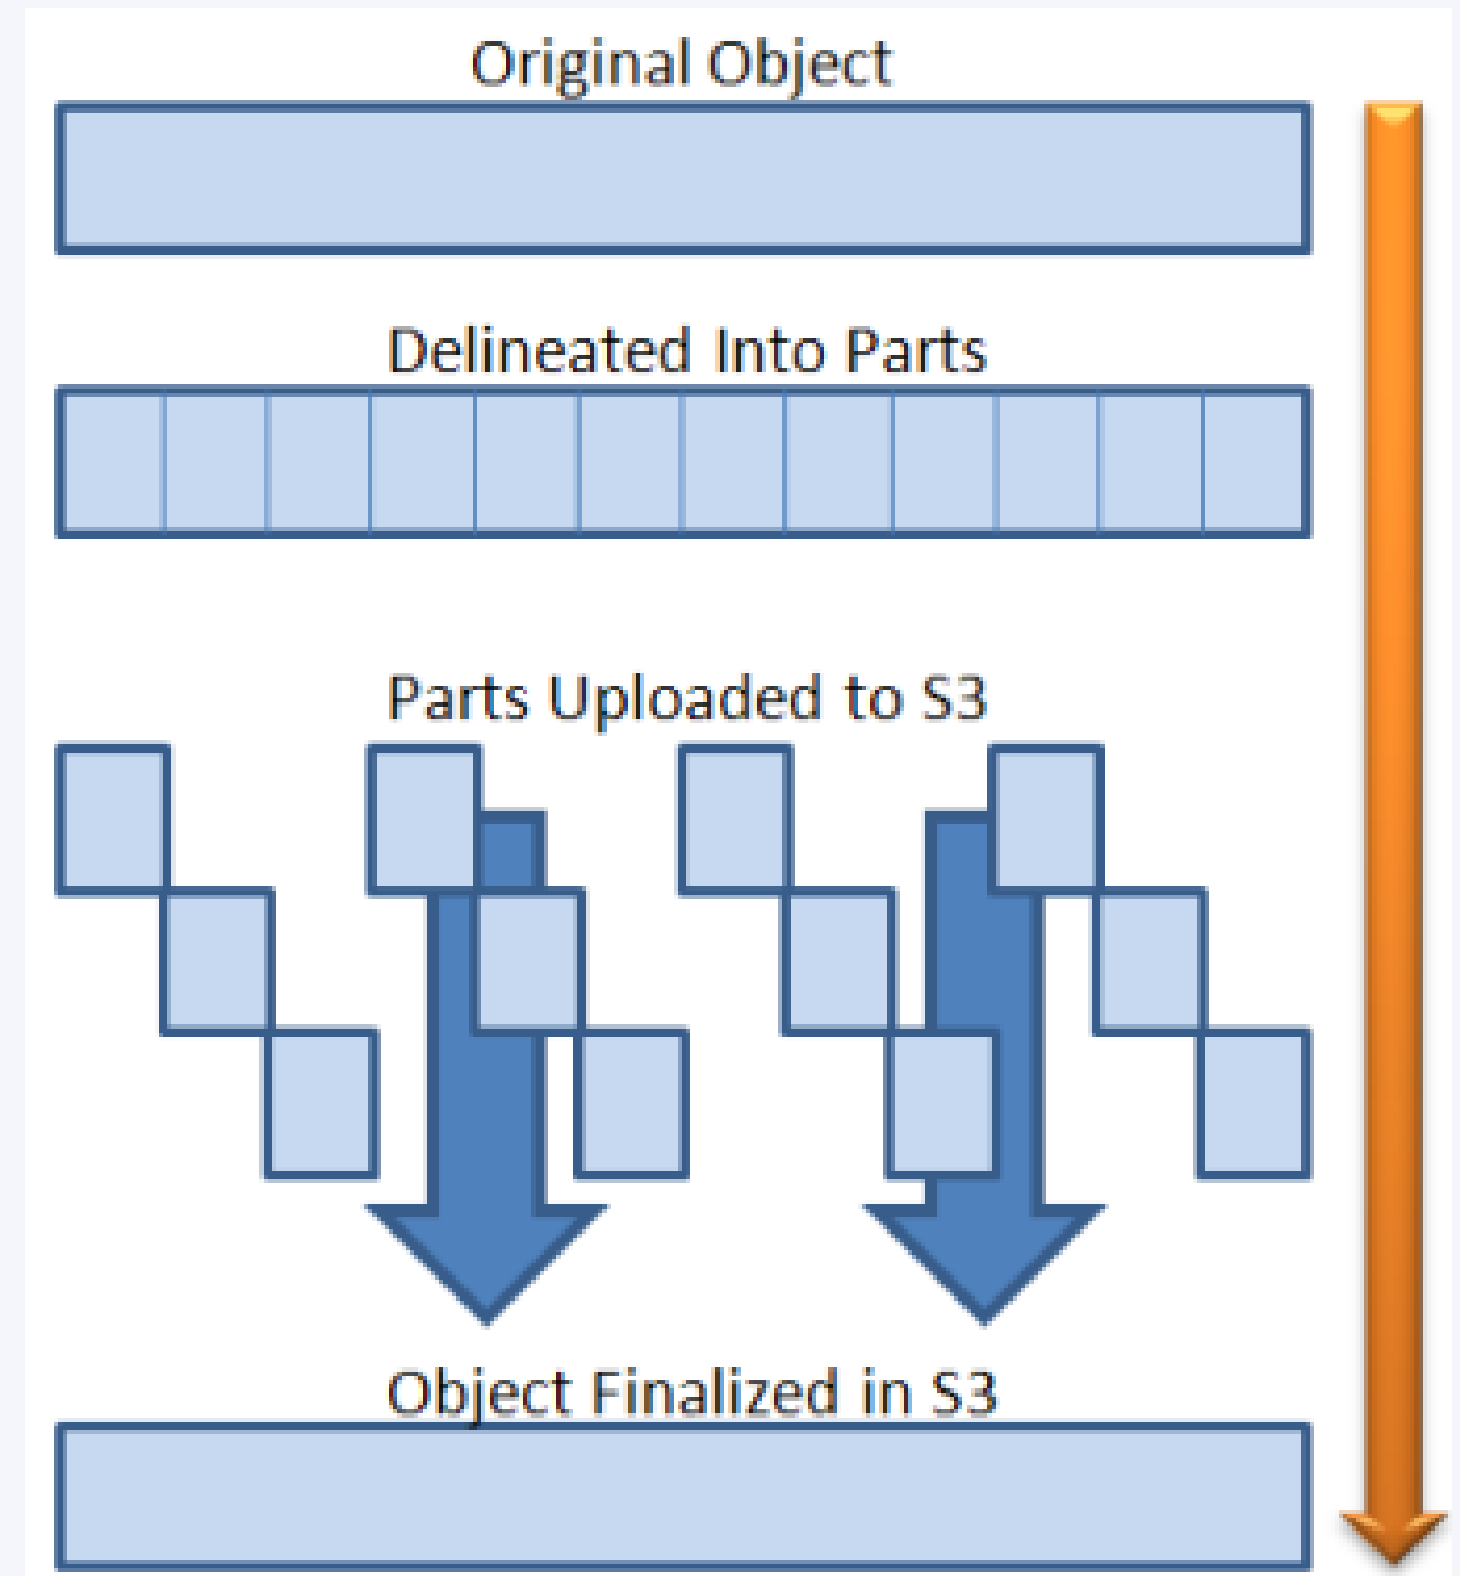 Original Object
Delineated Into Parts
Parts Uploaded to S3
Object Finalized in S3